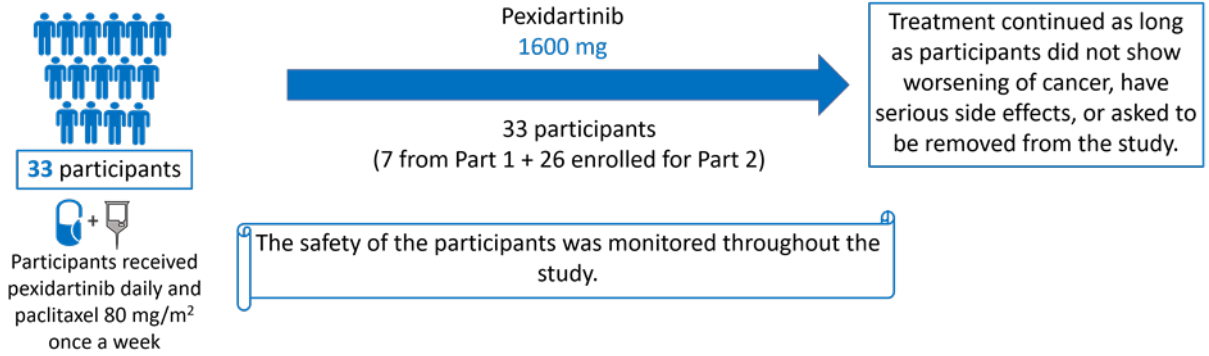 33 participants
+
Participants received
pexidartinib daily and
paclitaxel 80 mg/m²
once a week
Pexidartinib
1600 mg
33 participants
(7 from Part 1 + 26 enrolled for Part 2)
The safety of the participants was monitored throughout the
study.
Treatment continued as long
as participants did not show
worsening of cancer, have
serious side effects, or asked to
be removed from the study.